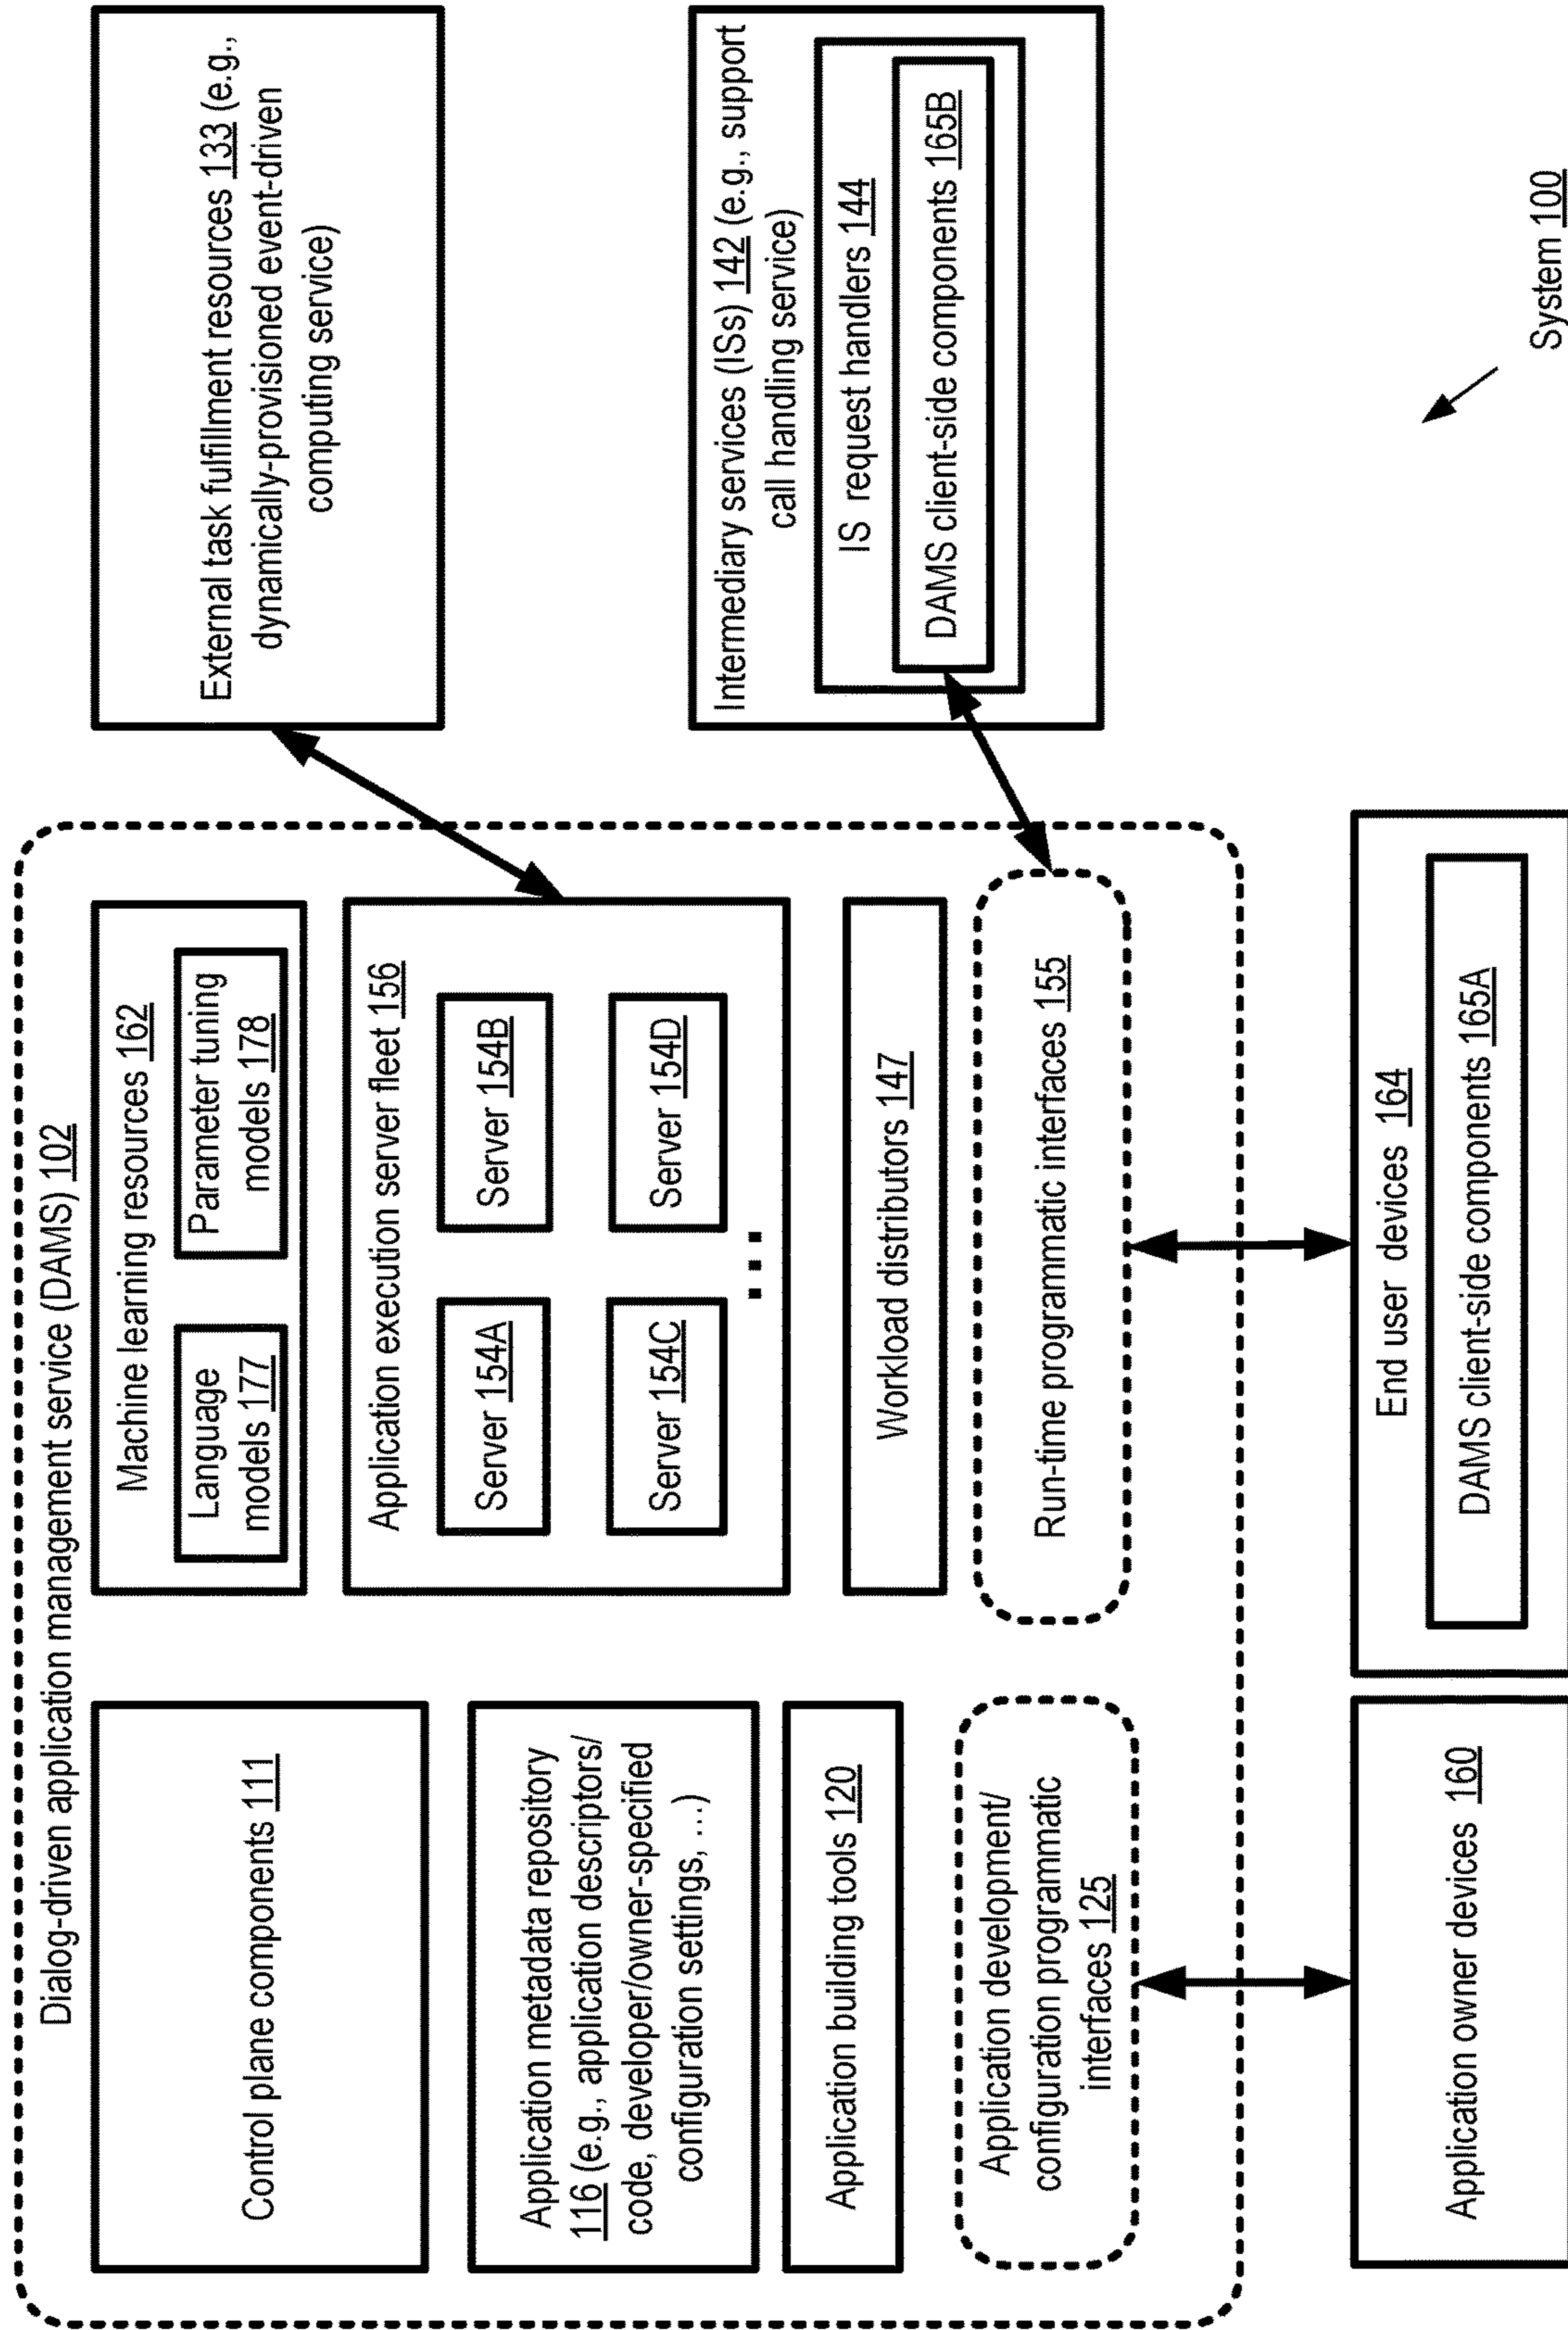 Dialog-driven application management service (DAMS) 102
Control plane components 111
Application metadata repository
116 (e.g., application descriptors/
code, developer/owner-specified
configuration settings, …)
Application building tools 120
Application development/
configuration programmatic
interfaces 125
Machine learning resources 162
Language
models 177
Parameter tuning
models 178
Application execution server fleet 156
Server 154A
Server 154B
Server 154C
Server 154D
...
Workload distributors 147
Run-time programmatic interfaces 155
External task fulfillment resources 133 (e.g.,
dynamically-provisioned event-driven
computing service)
Intermediary services (ISs) 142 (e.g., support
call handling service)
IS request handlers 144
DAMS client-side components 165B
Application owner devices 160
End user devices 164
DAMS client-side components 165A
System 100